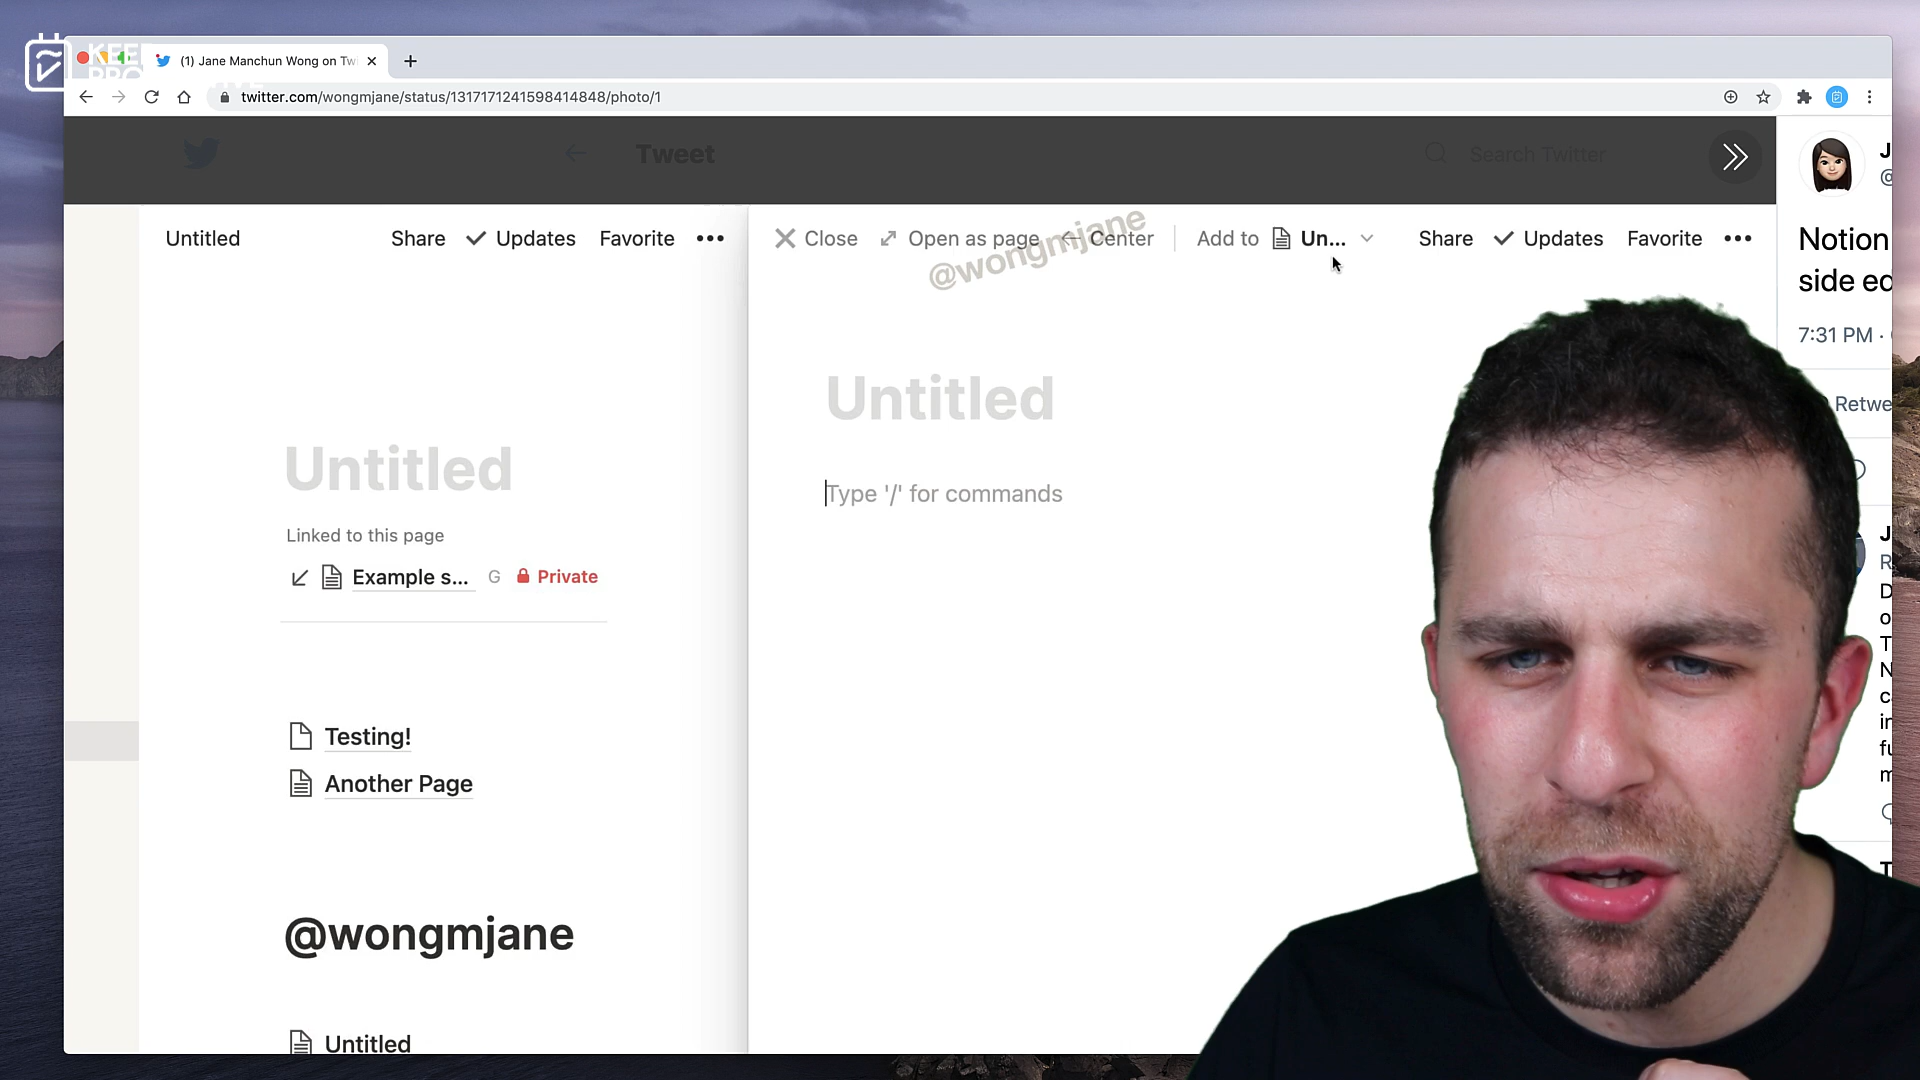 (1) Jane Manchun Wong on Tw
twitter.com/wongmjane/status/1317171241598414848/photo/1
Tweet
Search Twitter
Untitled Share Updates Favorite
Close Open as page Center Add to Un... Share Updates Favorite
@wongmjane
Notion
side ed
7:31 PM ·
Retwe
Untitled
Type '/' for commands
Untitled
Linked to this page
Example s... G Private
Testing!
Another Page
@wongmjane
Untitled